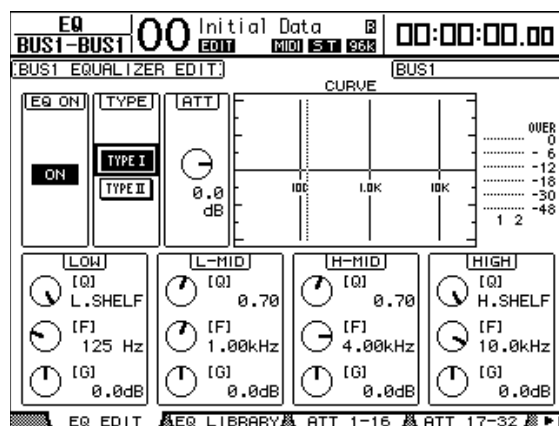 EQ
BUS1-BUS1
00
Initial Data
EDIT
MIDI ST 96K
00:00:00.00
BUS1 EQUALIZER EDIT
BUS1
EQ ON
TYPE
ATT
CURVE
ON
TYPE I
TYPE II
0.0
dB
100
1.0K
10K
OVER
0
- 6
-12
-18
-30
-48
1 2
LOW
[Q]
L.SHELF
[F]
125 Hz
[G]
0.0dB
L-MID
[Q]
0.70
[F]
1.00kHz
[G]
0.0dB
H-MID
[Q]
0.70
[F]
4.00kHz
[G]
0.0dB
HIGH
[Q]
H.SHELF
[F]
10.0kHz
[G]
0.0dB
EQ EDIT
EQ LIBRARY
ATT 1-16
ATT 17-32